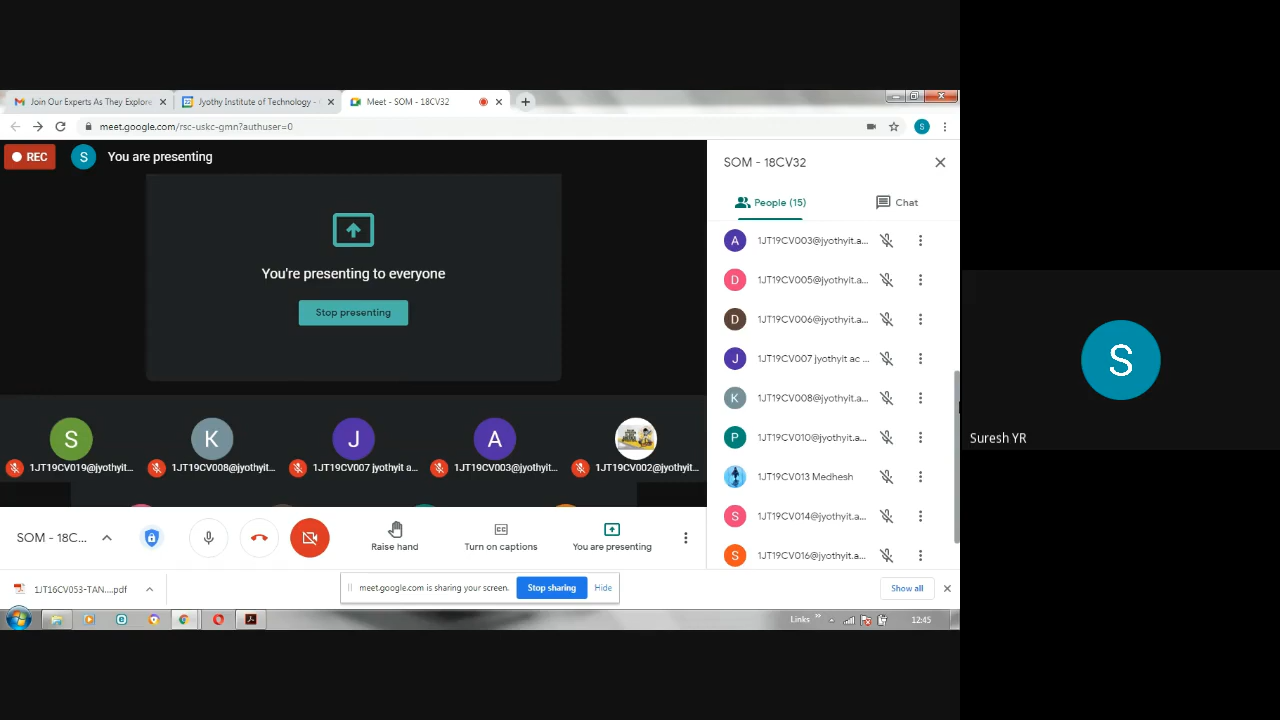 Join Our Experts As They Explore
Jyothy Institute of Technology -
Meet - SOM - 18CV32
meet.google.com/rsc-uskc-gmn?authuser=0
S
REC
S
You are presenting
You're presenting to everyone
Stop presenting
SOM - 18CV32
People (15)
Chat
A 1JT19CV003@jyothyit.a...
D 1JT19CV005@jyothyit.a...
D 1JT19CV006@jyothyit.a...
J 1JT19CV007 jyothyit ac ...
K 1JT19CV008@jyothyit.a...
P 1JT19CV010@jyothyit.a...
1JT19CV013 Medhesh
S 1JT19CV014@jyothyit.a...
S 1JT19CV016@jyothyit.a...
S K J A
1JT19CV019@jyothyit... 1JT19CV008@jyothyit... 1JT19CV007 jyothyit a... 1JT19CV003@jyothyit... 1JT19CV002@jyothyit...
SOM - 18C...
Raise hand
CC
Turn on captions
You are presenting
1JT16CV053-TAN....pdf
meet.google.com is sharing your screen.
Stop sharing
Hide
Show all
Links
12:45
S
Suresh YR